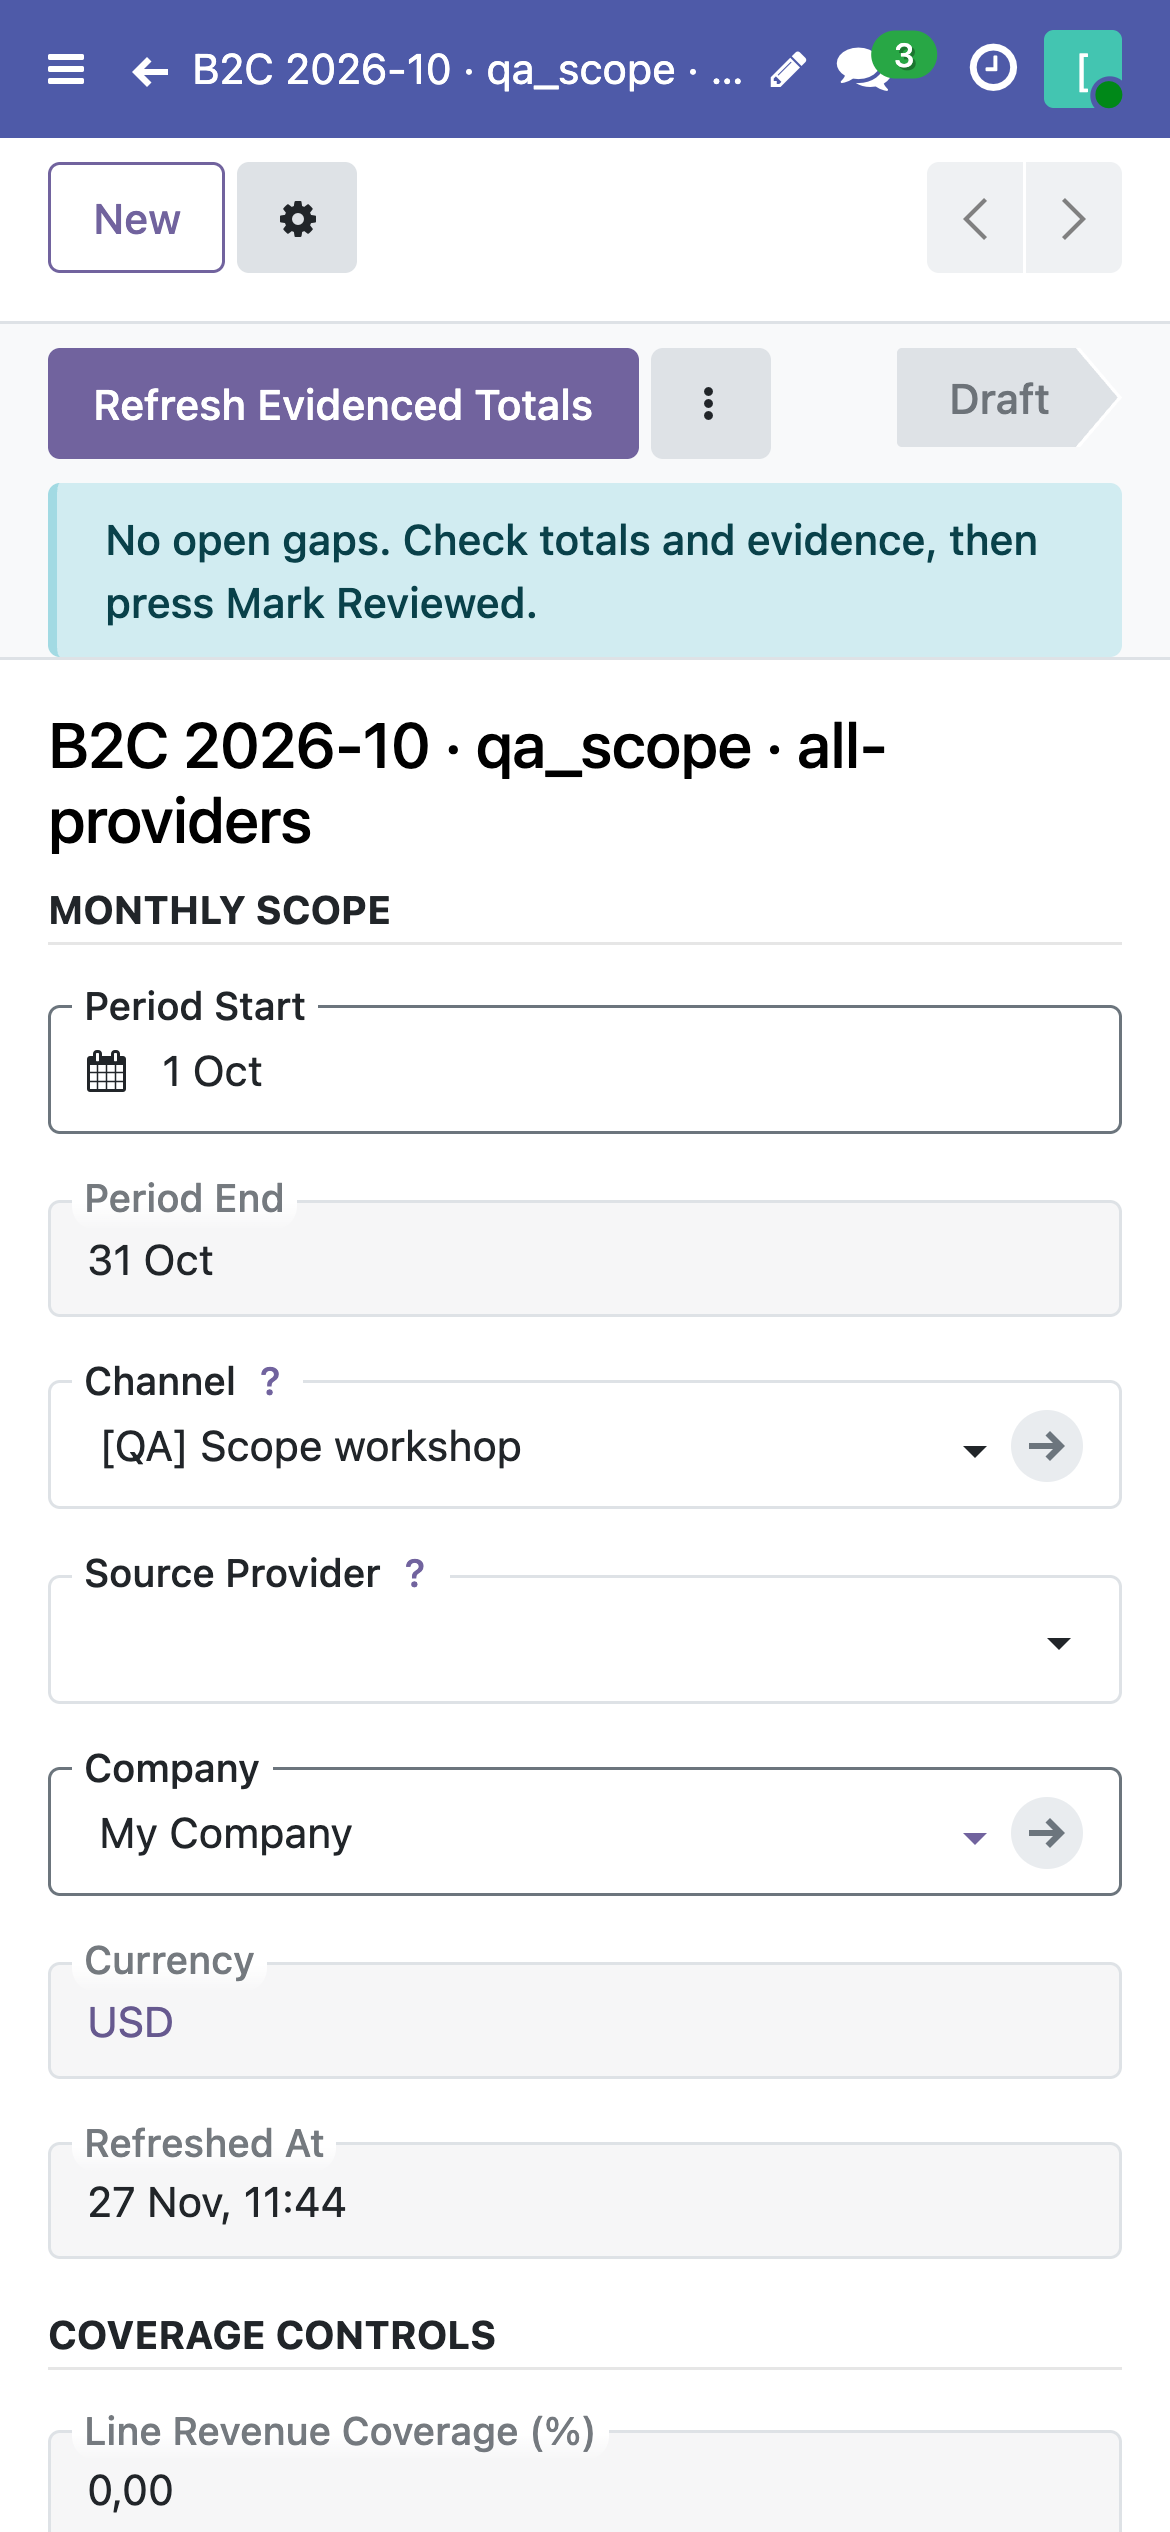 B2C 2026-10 · qa_scope · ...
3
[
New
Refresh Evidenced Totals
Draft
No open gaps. Check totals and evidence, then
press Mark Reviewed.
B2C 2026-10 · qa_scope · all-
providers
MONTHLY SCOPE
Period Start
1 Oct
Period End
31 Oct
Channel ?
[QA] Scope workshop
Source Provider ?
Company
My Company
Currency
USD
Refreshed At
27 Nov, 11:44
COVERAGE CONTROLS
Line Revenue Coverage (%)
0,00